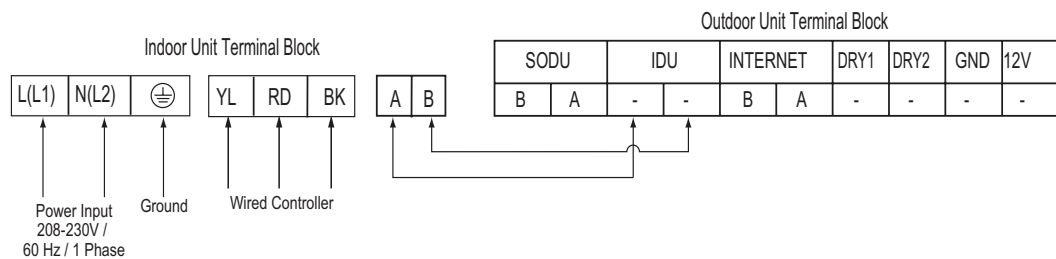 Outdoor Unit Terminal Block
Indoor Unit Terminal Block
SODU IDU INTERNET DRY1 DRY2 GND 12V
L(L1) N(L2) YL RD BK A B
B A - - B A - - - -
Power Input
208-230V /
60 Hz / 1 Phase
Ground
Wired Controller